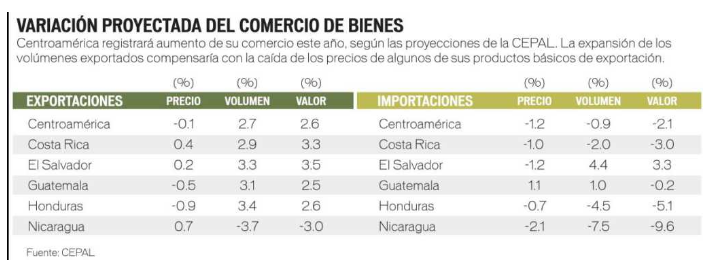 VARIACIÓN PROYECTADA DEL COMERCIO DE BIENES
Centroamérica registrará aumento de su comercio este año, según las proyecciones de la CEPAL. La expansión de los
volúmenes exportados compensaría con la caída de los precios de algunos de sus productos básicos de exportación.
(%) (%) (%) (%) (%) (%)
EXPORTACIONES PRECIO VOLUMEN VALOR IMPORTACIONES PRECIO VOLUMEN VALOR
Centroamérica -0.1 2.7 2.6 Centroamérica -1.2 -0.9 -2.1
Costa Rica 0.4 2.9 3.3 Costa Rica -1.0 -2.0 -3.0
El Salvador 0.2 3.3 3.5 El Salvador -1.2 4.4 3.3
Guatemala -0.5 3.1 2.5 Guatemala 1.1 1.0 -0.2
Honduras -0.9 3.4 2.6 Honduras -0.7 -4.5 -5.1
Nicaragua 0.7 -3.7 -3.0 Nicaragua -2.1 -7.5 -9.6
Fuente: CEPAL